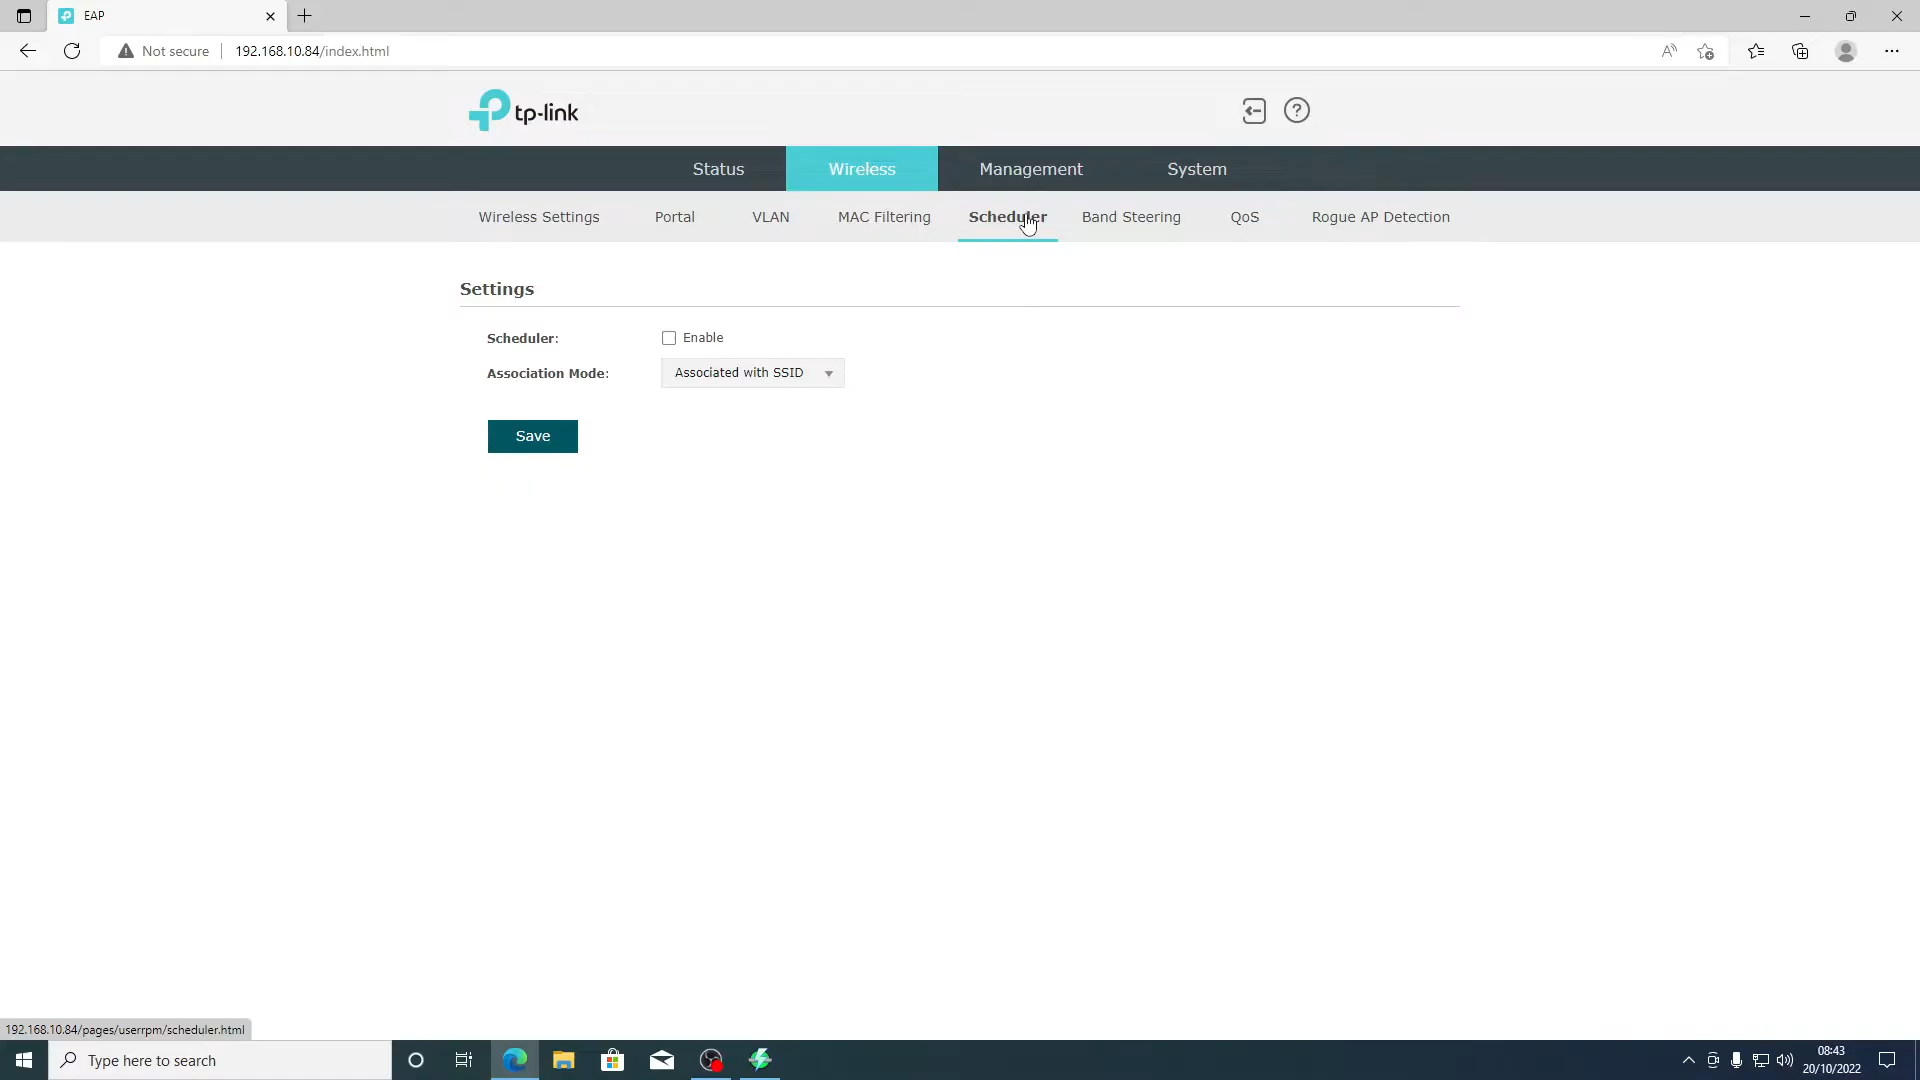 EAP
Not secure
192.168.10.84/index.html
tp-link
Status
Wireless
Management
System
Wireless Settings
Portal
VLAN
MAC Filtering
Scheduler
Band Steering
QoS
Rogue AP Detection
Settings
Scheduler:
Enable
Association Mode:
Associated with SSID
Save
192.168.10.84/pages/userrpm/scheduler.html
Type here to search
08:43
20/10/2022